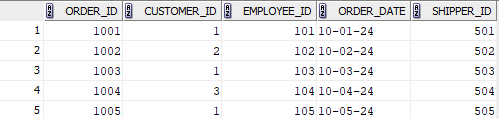 ORDER_ID CUSTOMER_ID EMPLOYEE_ID ORDER_DATE SHIPPER_ID
1 1001 1 101 10-01-24 501
2 1002 2 102 10-02-24 502
3 1003 1 103 10-03-24 503
4 1004 3 104 10-04-24 504
5 1005 1 105 10-05-24 505